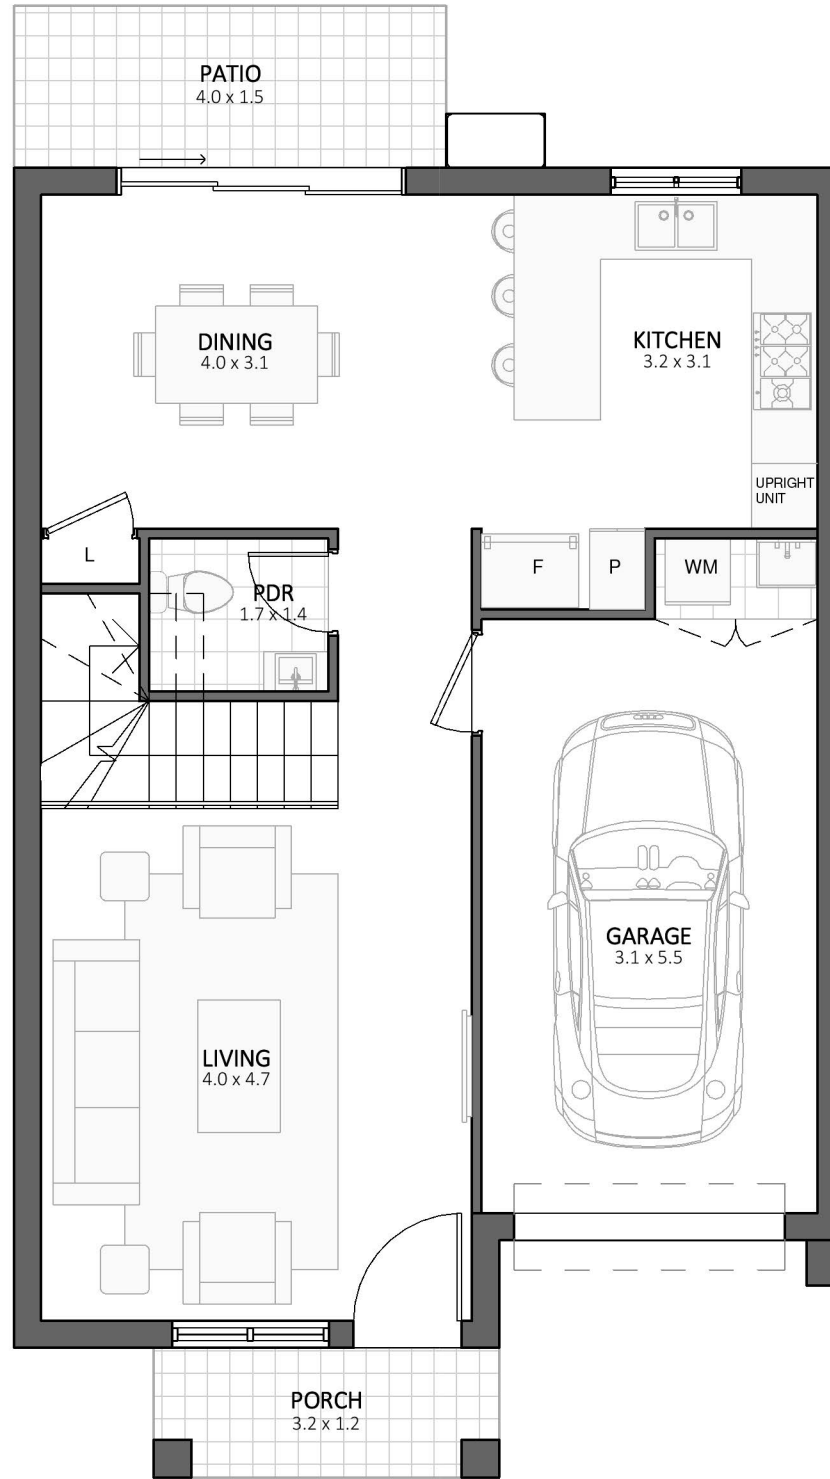 PATIO
4.0 x 1.5
DINING
4.0 x 3.1
KITCHEN
3.2 x 3.1
UPRIGHT
UNIT
L
F
P
WM
PDR
1.7 x 1.4
GARAGE
3.1 x 5.5
LIVING
4.0 x 4.7
PORCH
3.2 x 1.2